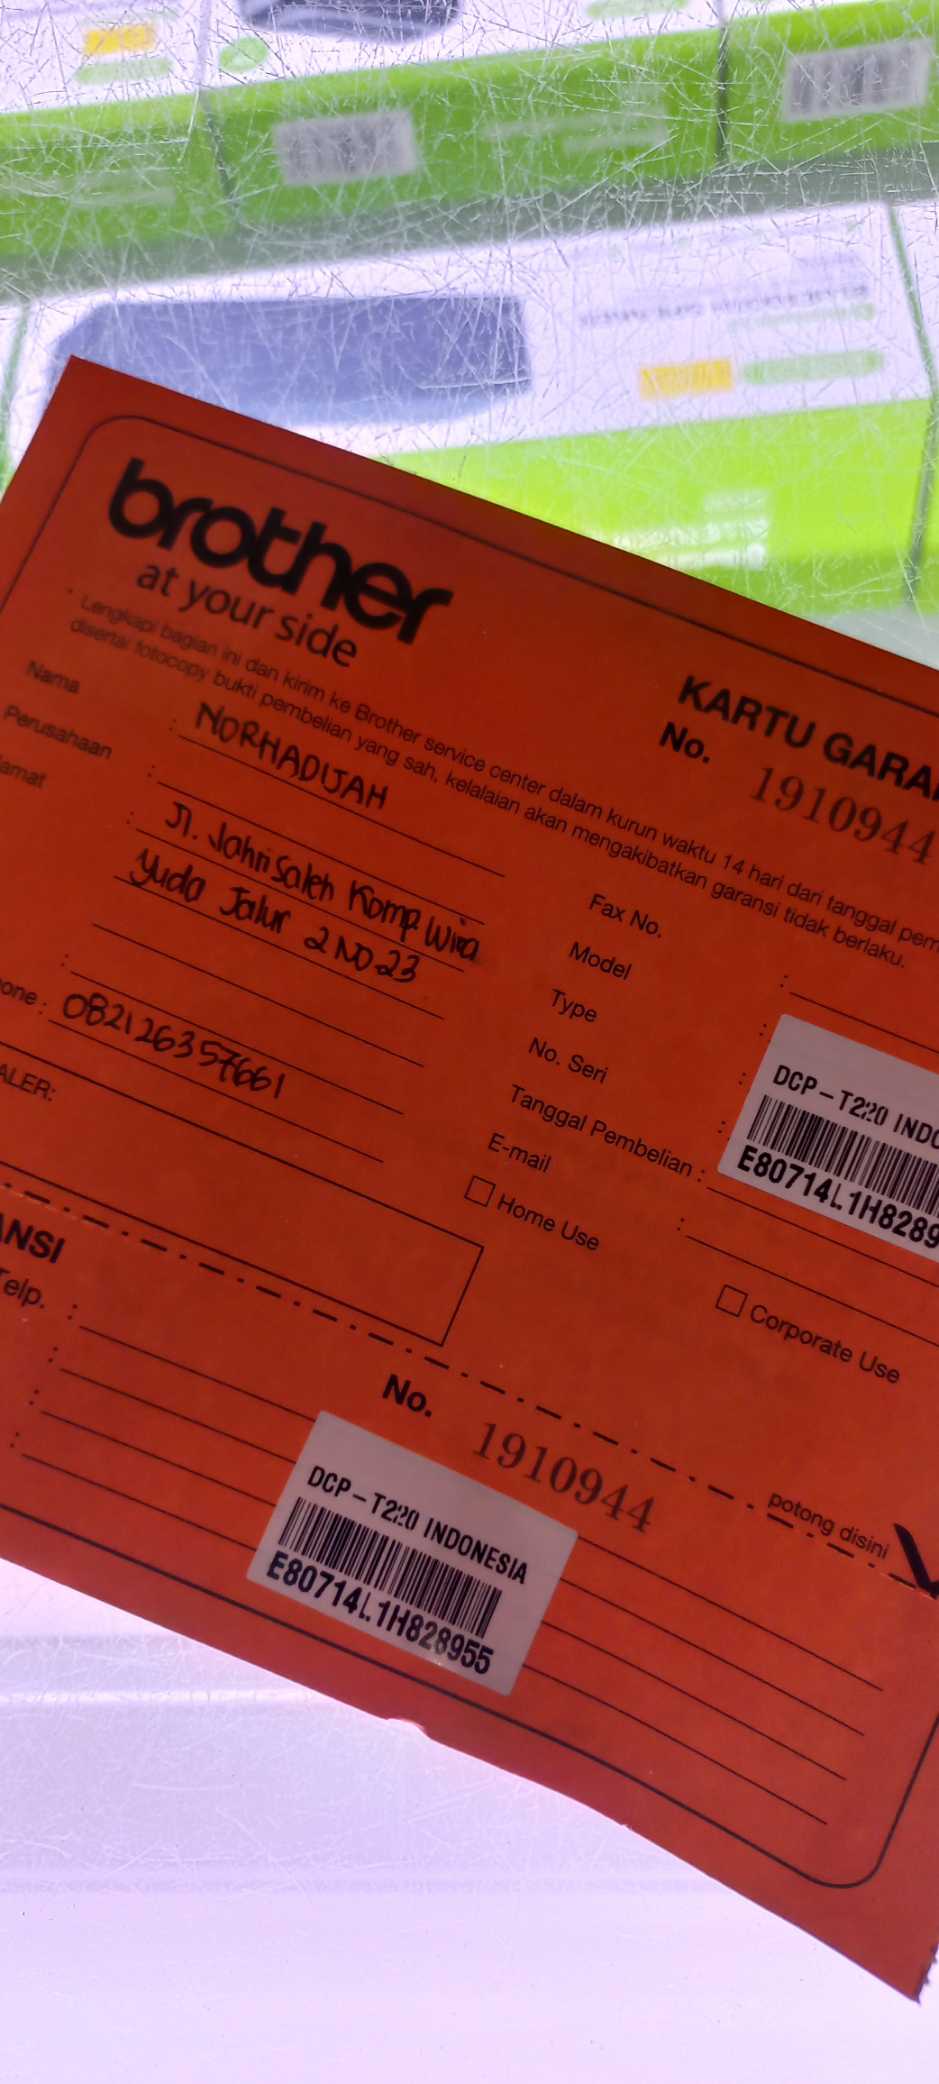 brother
at your side
KARTU GARA
No. 1910944
* Lengkapi bagian ini dan kirim ke Brother service center dalam kurun waktu 14 hari dari tanggal pem
disertai fotocopy bukti pembelian yang sah, kelalaian akan mengakibatkan garansi tidak berlaku.
Nama : NORHADIJAH
Perusahaan :
lamat : Jl. Jahri Saleh Komp. Wira
Yuda Jalur 2 NO 23
:
one : 082126357661
ALER:
Fax No. :
Model :
Type :
No. Seri :
Tanggal Pembelian :
E-mail :
DCP-T220 INDO
E80714L1H8289
Home Use
Corporate Use
potong disini
ANSI
Telp. :
No. 1910944
DCP-T220 INDONESIA
E80714L1H828955